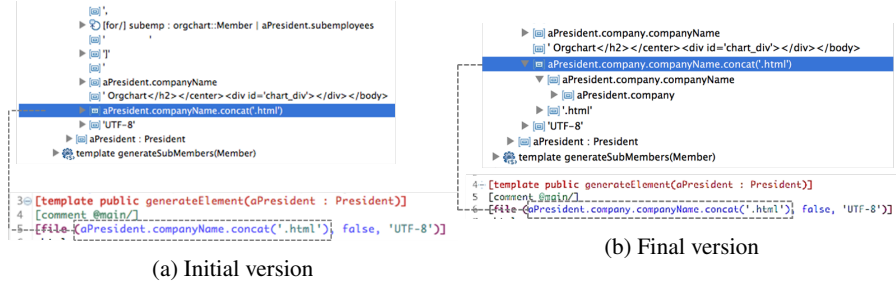 ',
[for/] subemp : orgchart::Member | aPresident.subemployees
' '
']'
'
aPresident.companyName
' Orgchart</h2></center><div id='chart_div'></div></body>
aPresident.companyName.concat('.html')
'UTF-8'
aPresident : President
template generateSubMembers(Member)
3 [template public generateElement(aPresident : President)]
4 [comment @main/]
5 [file (aPresident.companyName.concat('.html'), false, 'UTF-8')]
(a) Initial version
aPresident.company.companyName
' Orgchart</h2></center><div id='chart_div'></div></body>
aPresident.company.companyName.concat('.html')
aPresident.company.companyName
aPresident.company
'.html'
'UTF-8'
aPresident : President
template generateSubMembers(Member)
4 [template public generateElement(aPresident : President)]
5 [comment @main/]
6 [file (aPresident.company.companyName.concat('.html'), false, 'UTF-8')]
(b) Final version